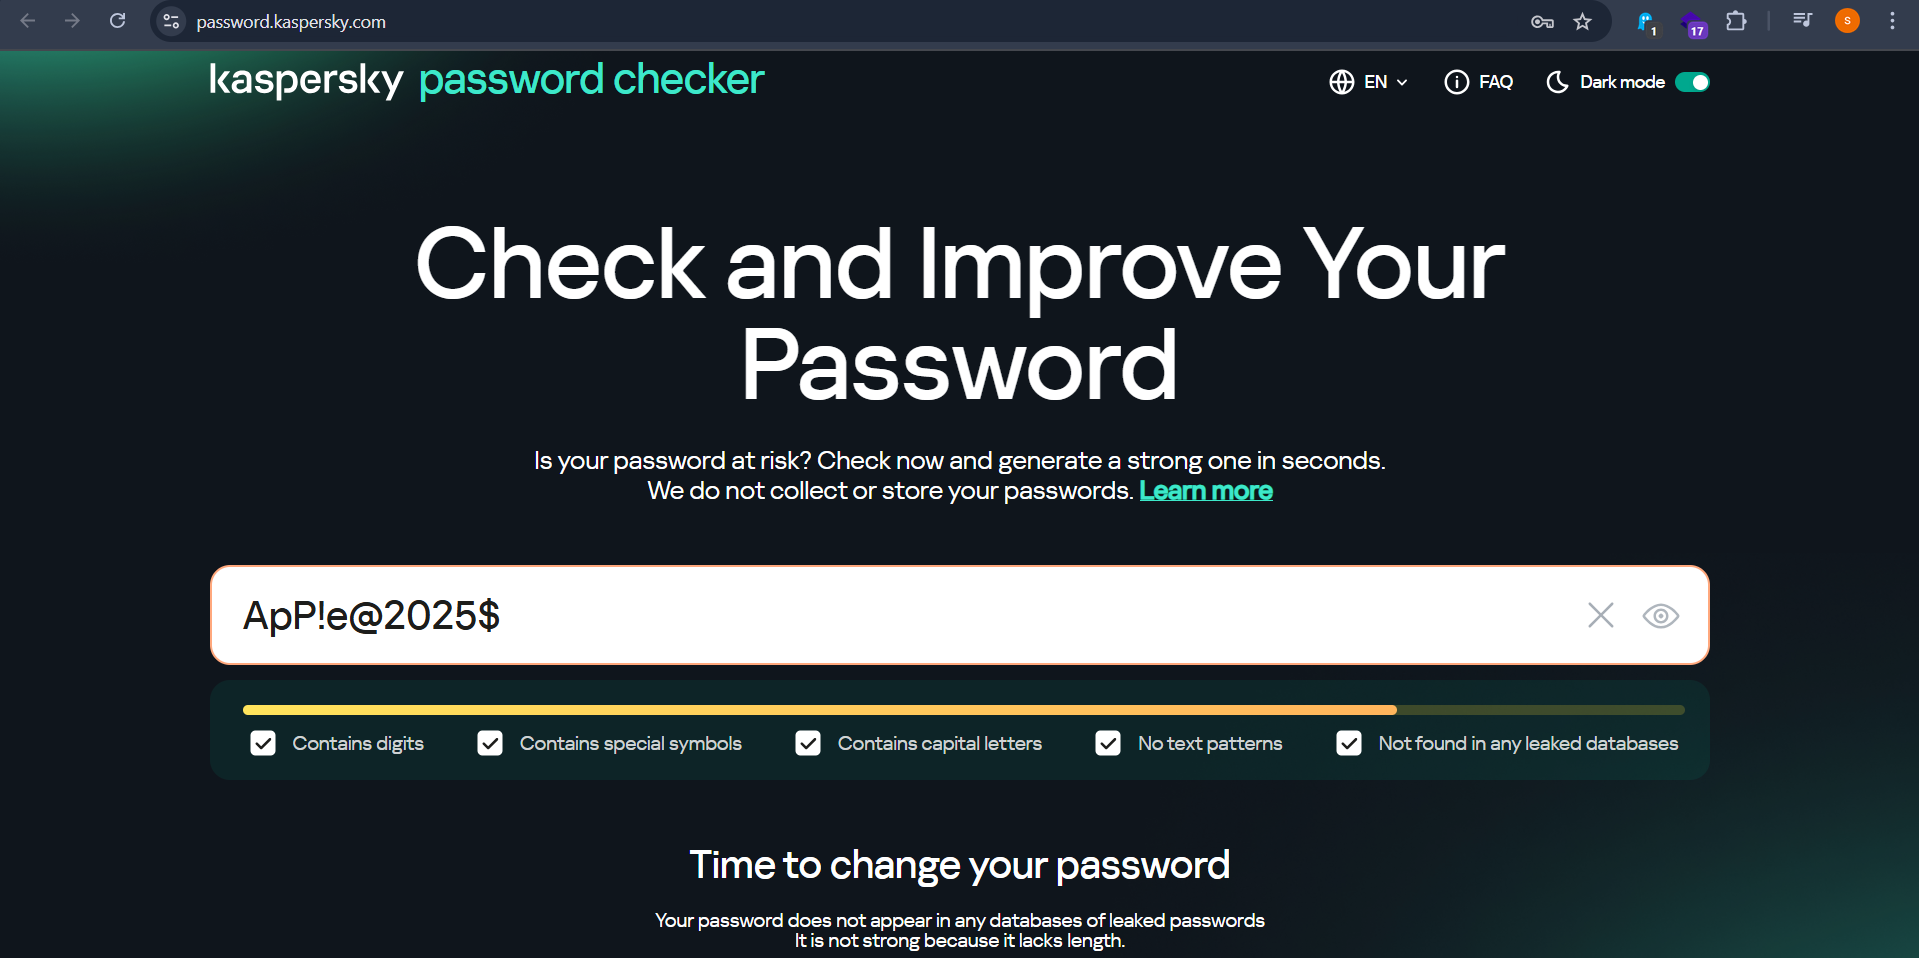 password.kaspersky.com
1
17
s
kaspersky password checker
EN
FAQ
Dark mode
Check and Improve Your
Password
Is your password at risk? Check now and generate a strong one in seconds.
We do not collect or store your passwords. Learn more
ApP!e@2025$
Contains digits
Contains special symbols
Contains capital letters
No text patterns
Not found in any leaked databases
Time to change your password
Your password does not appear in any databases of leaked passwords
It is not strong because it lacks length.